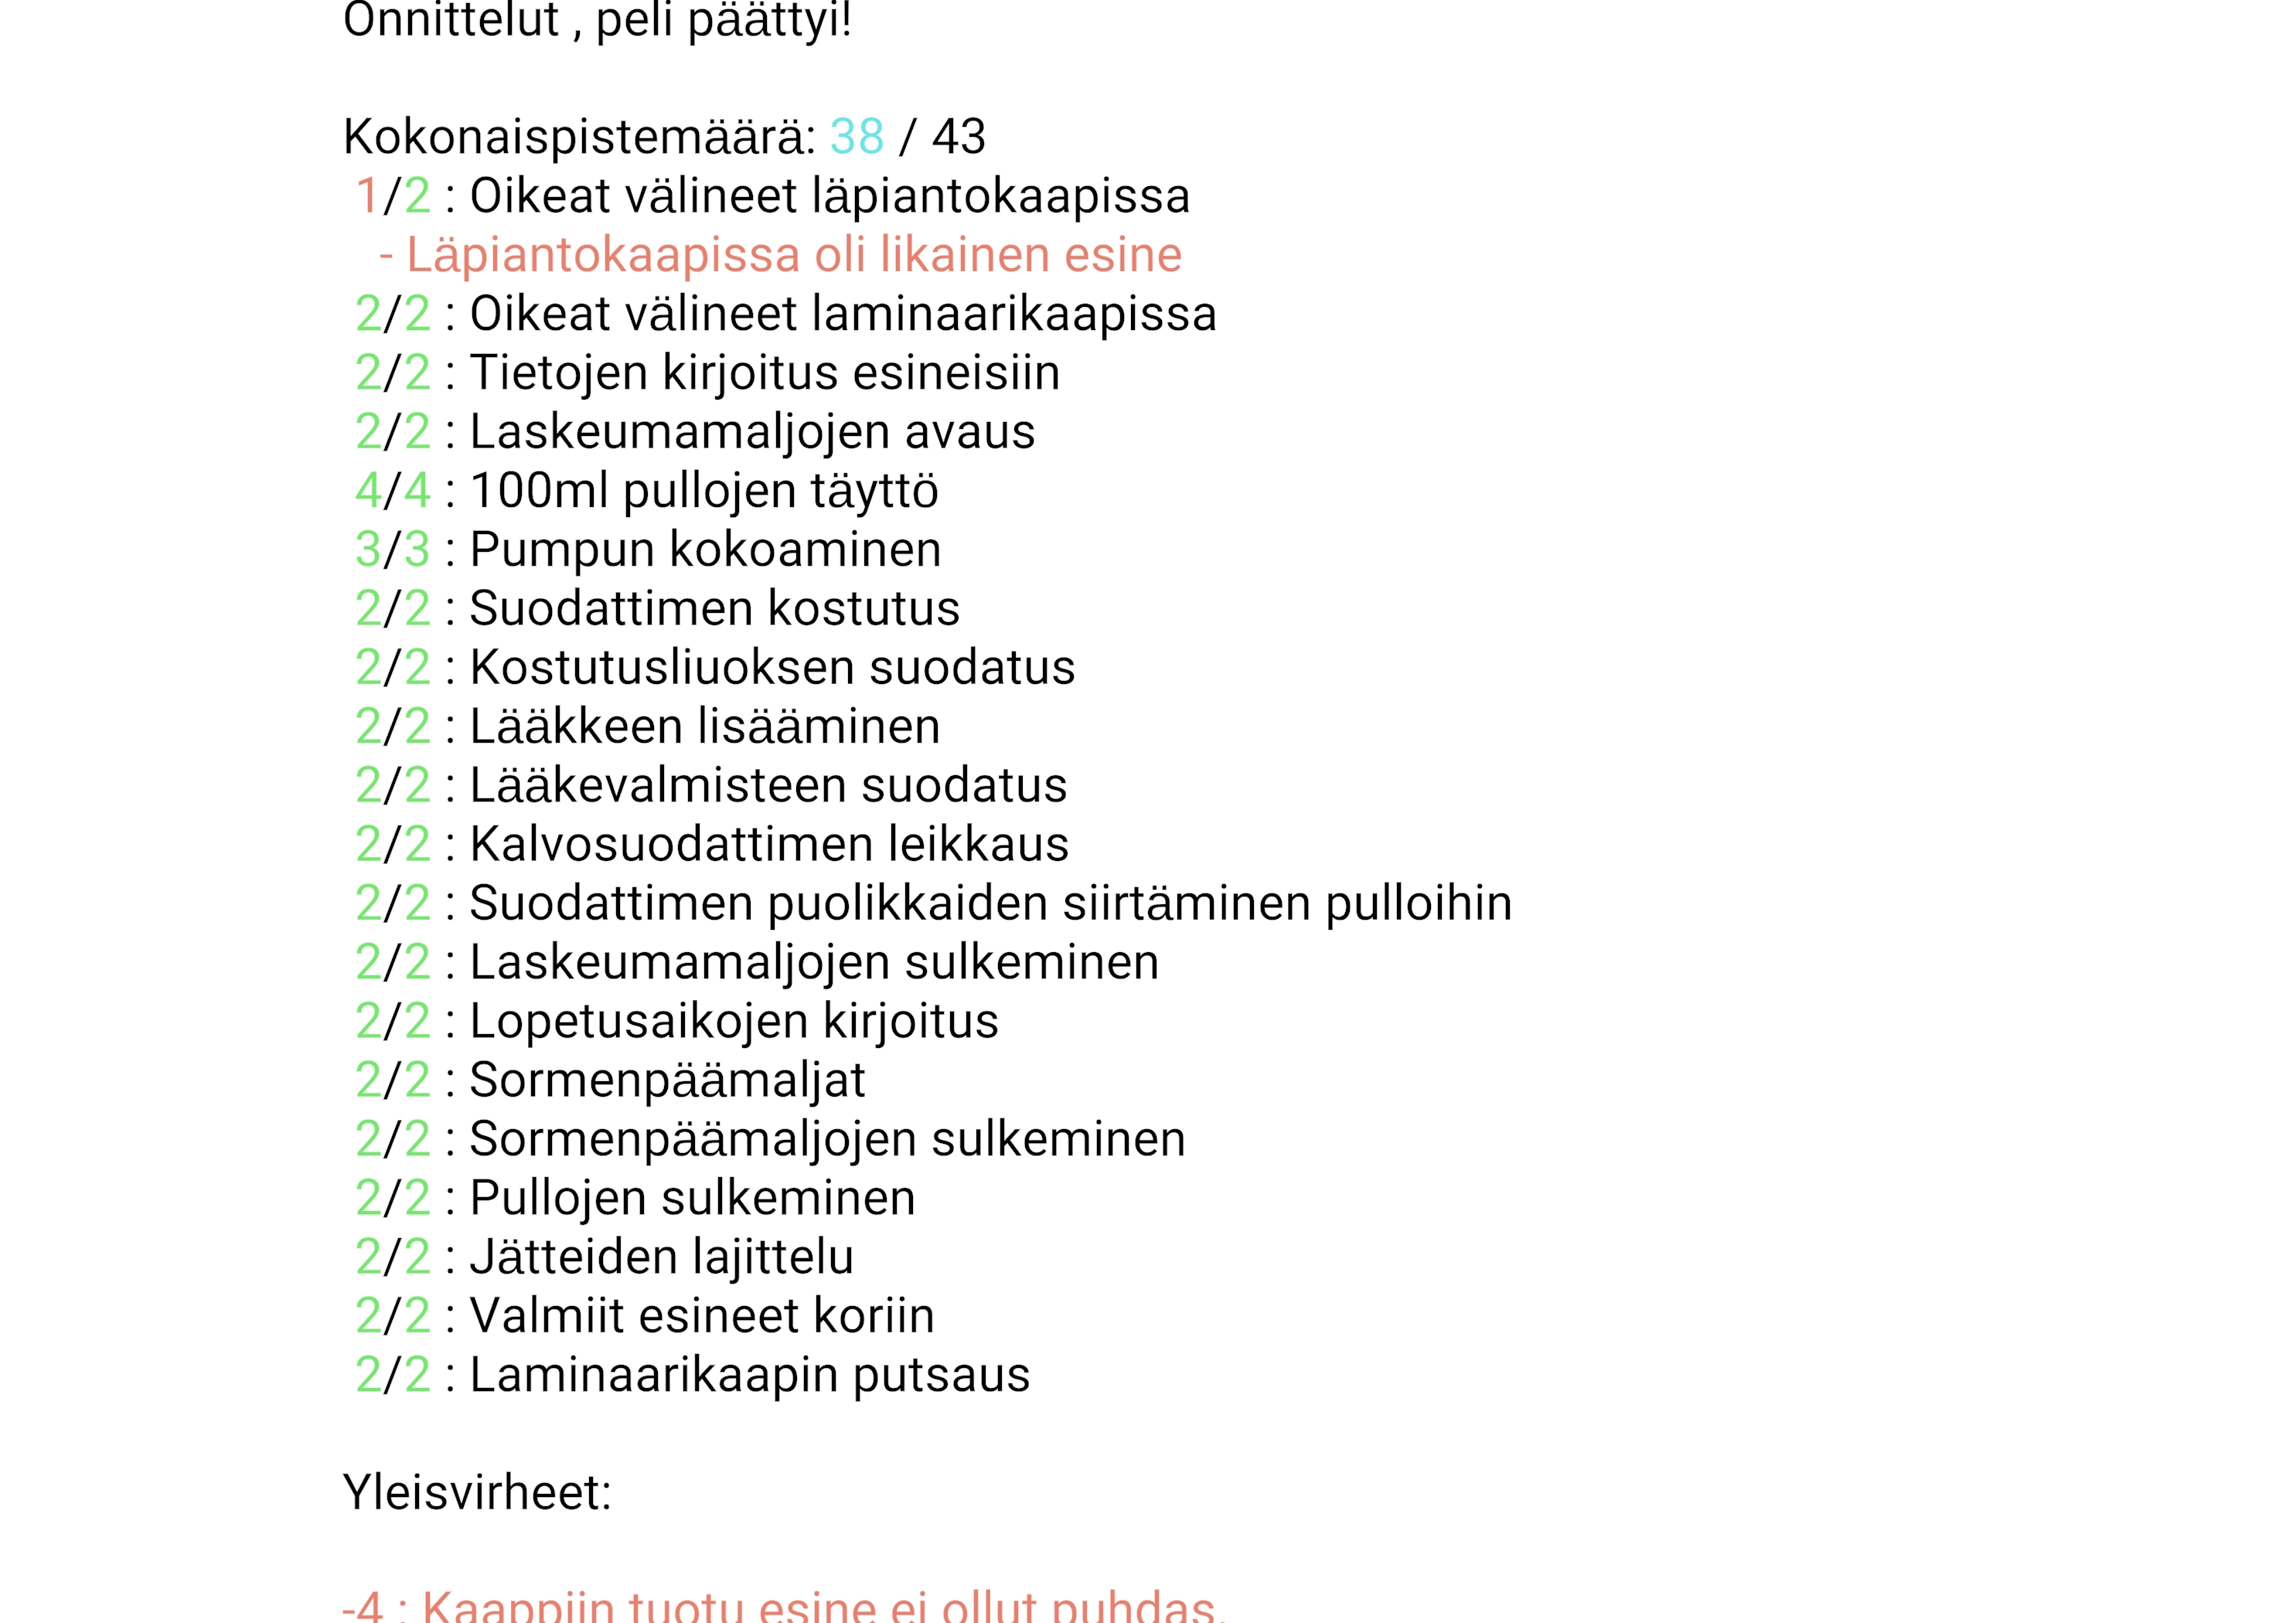 Onnittelut , peli päättyi!
Kokonaispistemäärä: 38 / 43
1/2 : Oikeat välineet läpiantokaapissa
- Läpiantokaapissa oli likainen esine
2/2 : Oikeat välineet laminaarikaapissa
2/2 : Tietojen kirjoitus esineisiin
2/2 : Laskeumamaljojen avaus
4/4 : 100ml pullojen täyttö
3/3 : Pumpun kokoaminen
2/2 : Suodattimen kostutus
2/2 : Kostutusliuoksen suodatus
2/2 : Lääkkeen lisääminen
2/2 : Lääkevalmisteen suodatus
2/2 : Kalvosuodattimen leikkaus
2/2 : Suodattimen puolikkaiden siirtäminen pulloihin
2/2 : Laskeumamaljojen sulkeminen
2/2 : Lopetusaikojen kirjoitus
2/2 : Sormenpäämaljat
2/2 : Sormenpäämaljojen sulkeminen
2/2 : Pullojen sulkeminen
2/2 : Jätteiden lajittelu
2/2 : Valmiit esineet koriin
2/2 : Laminaarikaapin putsaus
Yleisvirheet:
-4 : Kaappiin tuotu esine ei ollut puhdas.